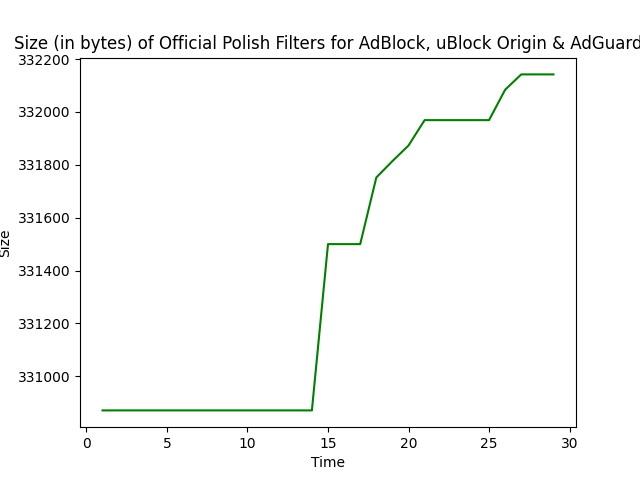 Size (in bytes) of Official Polish Filters for AdBlock, uBlock Origin & AdGuard
332200
332000
331800
331600
331400
331200
331000
Size
0 5 10 15 20 25 30
Time